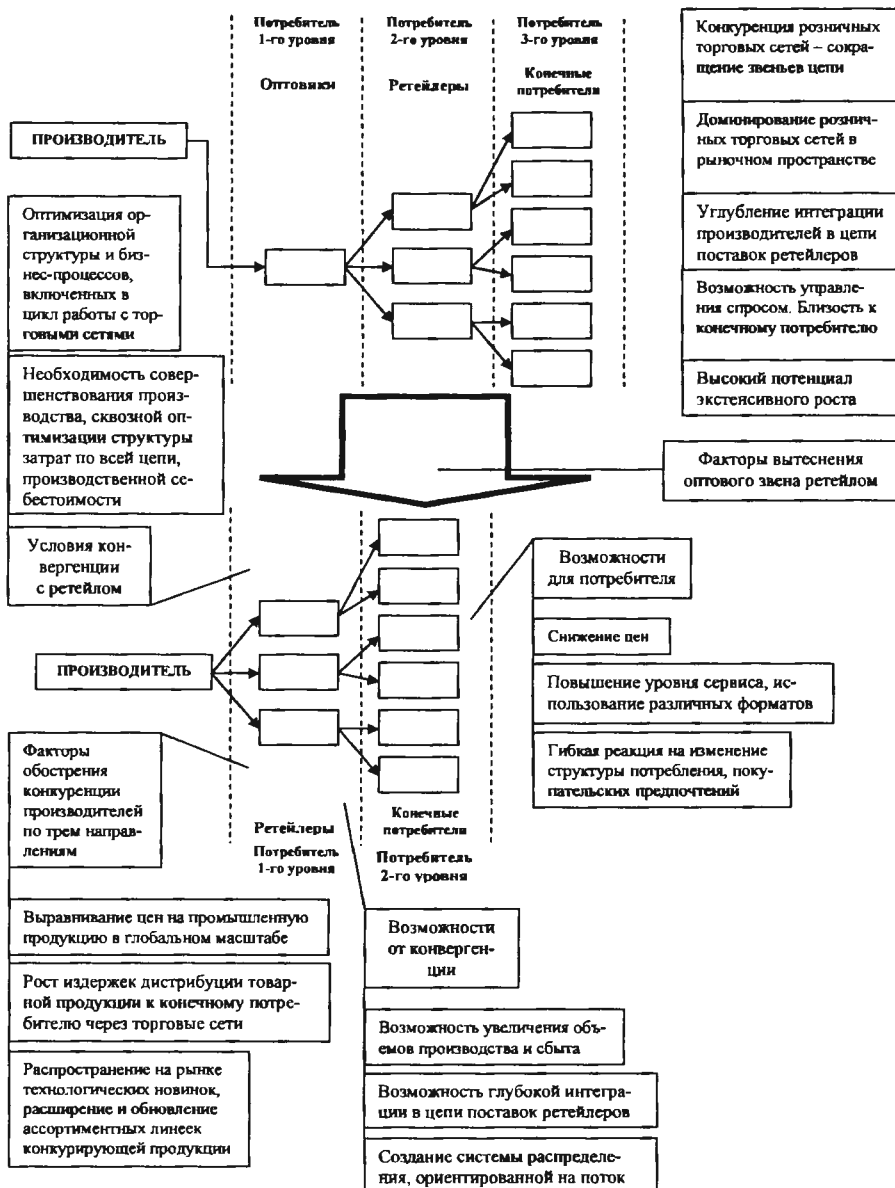 Потребитель
1-го уровня
Потребитель
2-го уровня
Потребитель
3-го уровня
Оптовики
Ретейлеры
Конечные
потребители
ПРОИЗВОДИТЕЛЬ
Конкуренция розничных
торговых сетей – сокра-
щение звеньев цепи
Доминирование рознич-
ных торговых сетей в
рыночном пространстве
Углубление интеграции
производителей в цепи
поставок ретейлеров
Возможность управле-
ния спросом. Близость к
конечному потребителю
Высокий потенциал
экстенсивного роста
Факторы вытеснения
оптового звена ретейлом
Оптимизация ор-
ганизационной
структуры и биз-
нес-процессов,
включенных в
цикл работы с тор-
говыми сетями
Необходимость совер-
шенствования произ-
водства, сквозной оп-
тимизации структуры
затрат по всей цепи,
производственной се-
бестоимости
Условия кон-
вергенции
с ретейлом
ПРОИЗВОДИТЕЛЬ
Возможности
для потребителя
Снижение цен
Повышение уровня сервиса, ис-
пользование различных форматов
Гибкая реакция на изменение
структуры потребления, поку-
пательских предпочтений
Факторы
обострения
конкуренции
производителей
по трем направ-
лениям
Ретейлеры
Потребитель
1-го уровня
Конечные
потребители
Потребитель
2-го уровня
Выравнивание цен на промышленную
продукцию в глобальном масштабе
Рост издержек дистрибуции товар-
ной продукции к конечному потре-
бителю через торговые сети
Распространение на рынке
технологических новинок,
расширение и обновление
ассортиментных линеек
конкурирующей продукции
Возможности
от конверген-
ции
Возможность увеличения объ-
емов производства и сбыта
Возможность глубокой интегра-
ции в цепи поставок ретейлеров
Создание системы распределе-
ния, ориентированной на поток